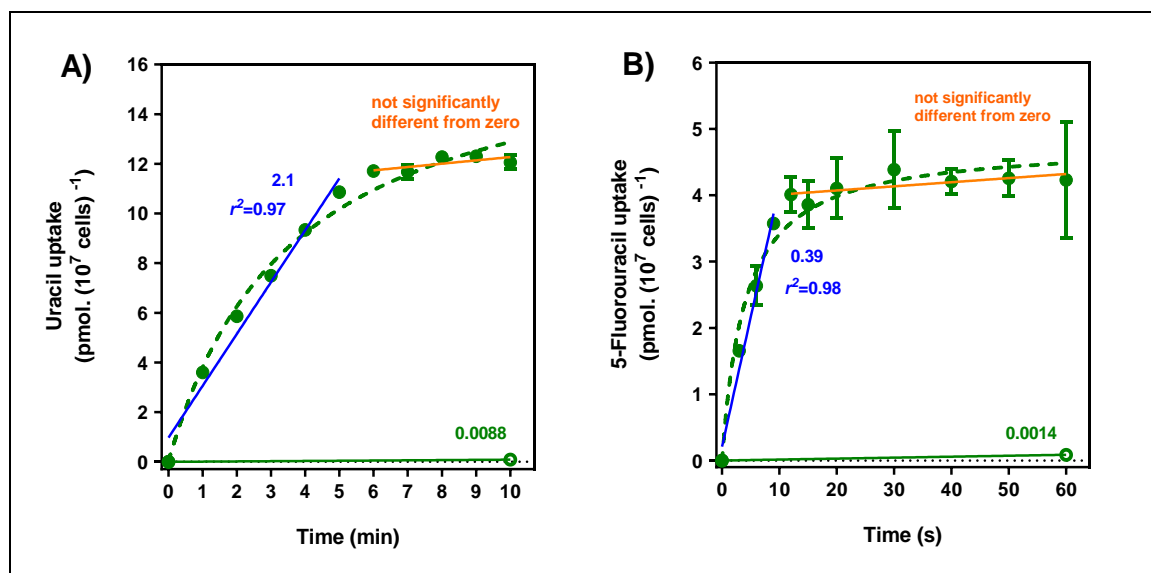 A)
Uracil uptake
(pmol. (10⁷ cells) ⁻¹
16
14
12
10
8
6
4
12
0
not significantly
different from zero
2.1
r²=0.97
0.0088
0 1 2 3 4 5 6 7 8 9 10
Time (min)
B)
5-Fluorouracil uptake
(pmol. (10⁷ cells) ⁻¹
6
5
4
3
2
1
0
not significantly
different from zero
0.39
r²=0.98
0.0014
0 10 20 30 40 50 60
Time (s)